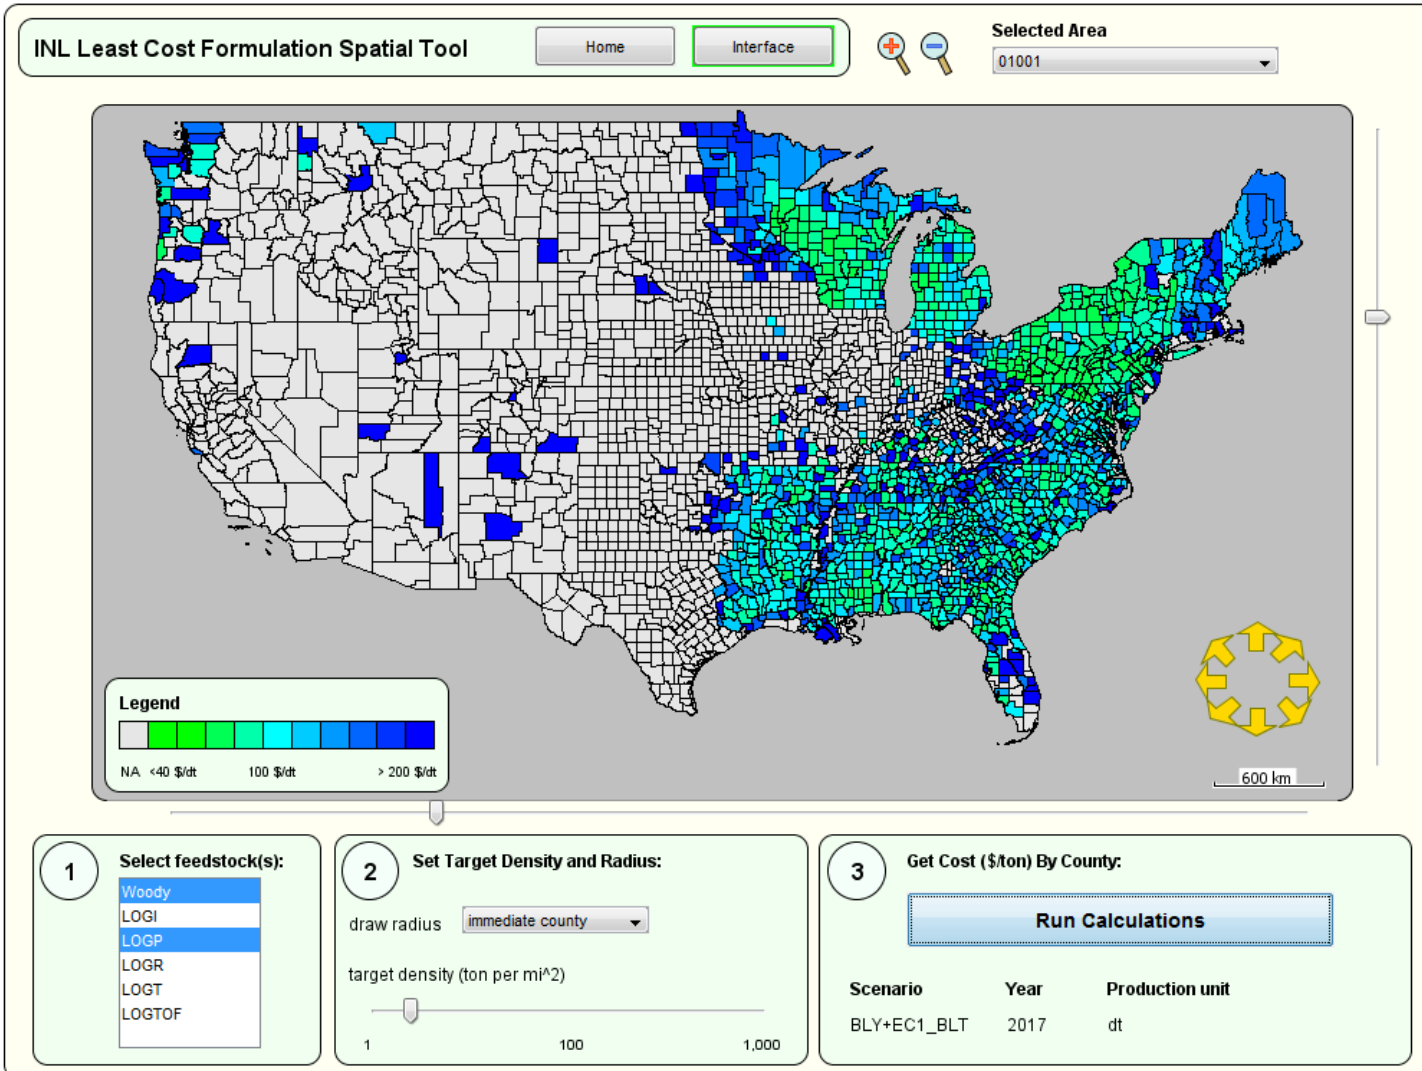 INL Least Cost Formulation Spatial Tool
Home
Interface
Selected Area
01001
Legend
NA <40 $/dt 100 $/dt > 200 $/dt
600 km
1
Select feedstock(s):
Woody
LOGI
LOGP
LOGR
LOGT
LOGTOF
2
Set Target Density and Radius:
draw radius immediate county
target density (ton per mi^2)
1 100 1,000
3
Get Cost ($/ton) By County:
Run Calculations
Scenario Year Production unit
BLY+EC1_BLT 2017 dt